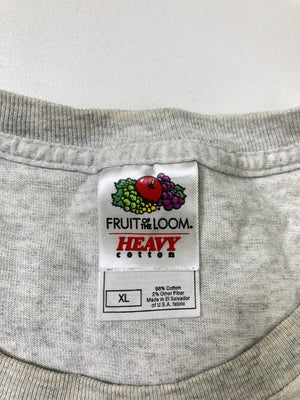 FRUIT OF THE LOOM®
HEAVY
cotton
XL
98% Cotton
2% Other Fiber
Made in El Salvador
of U.S.A. fabric